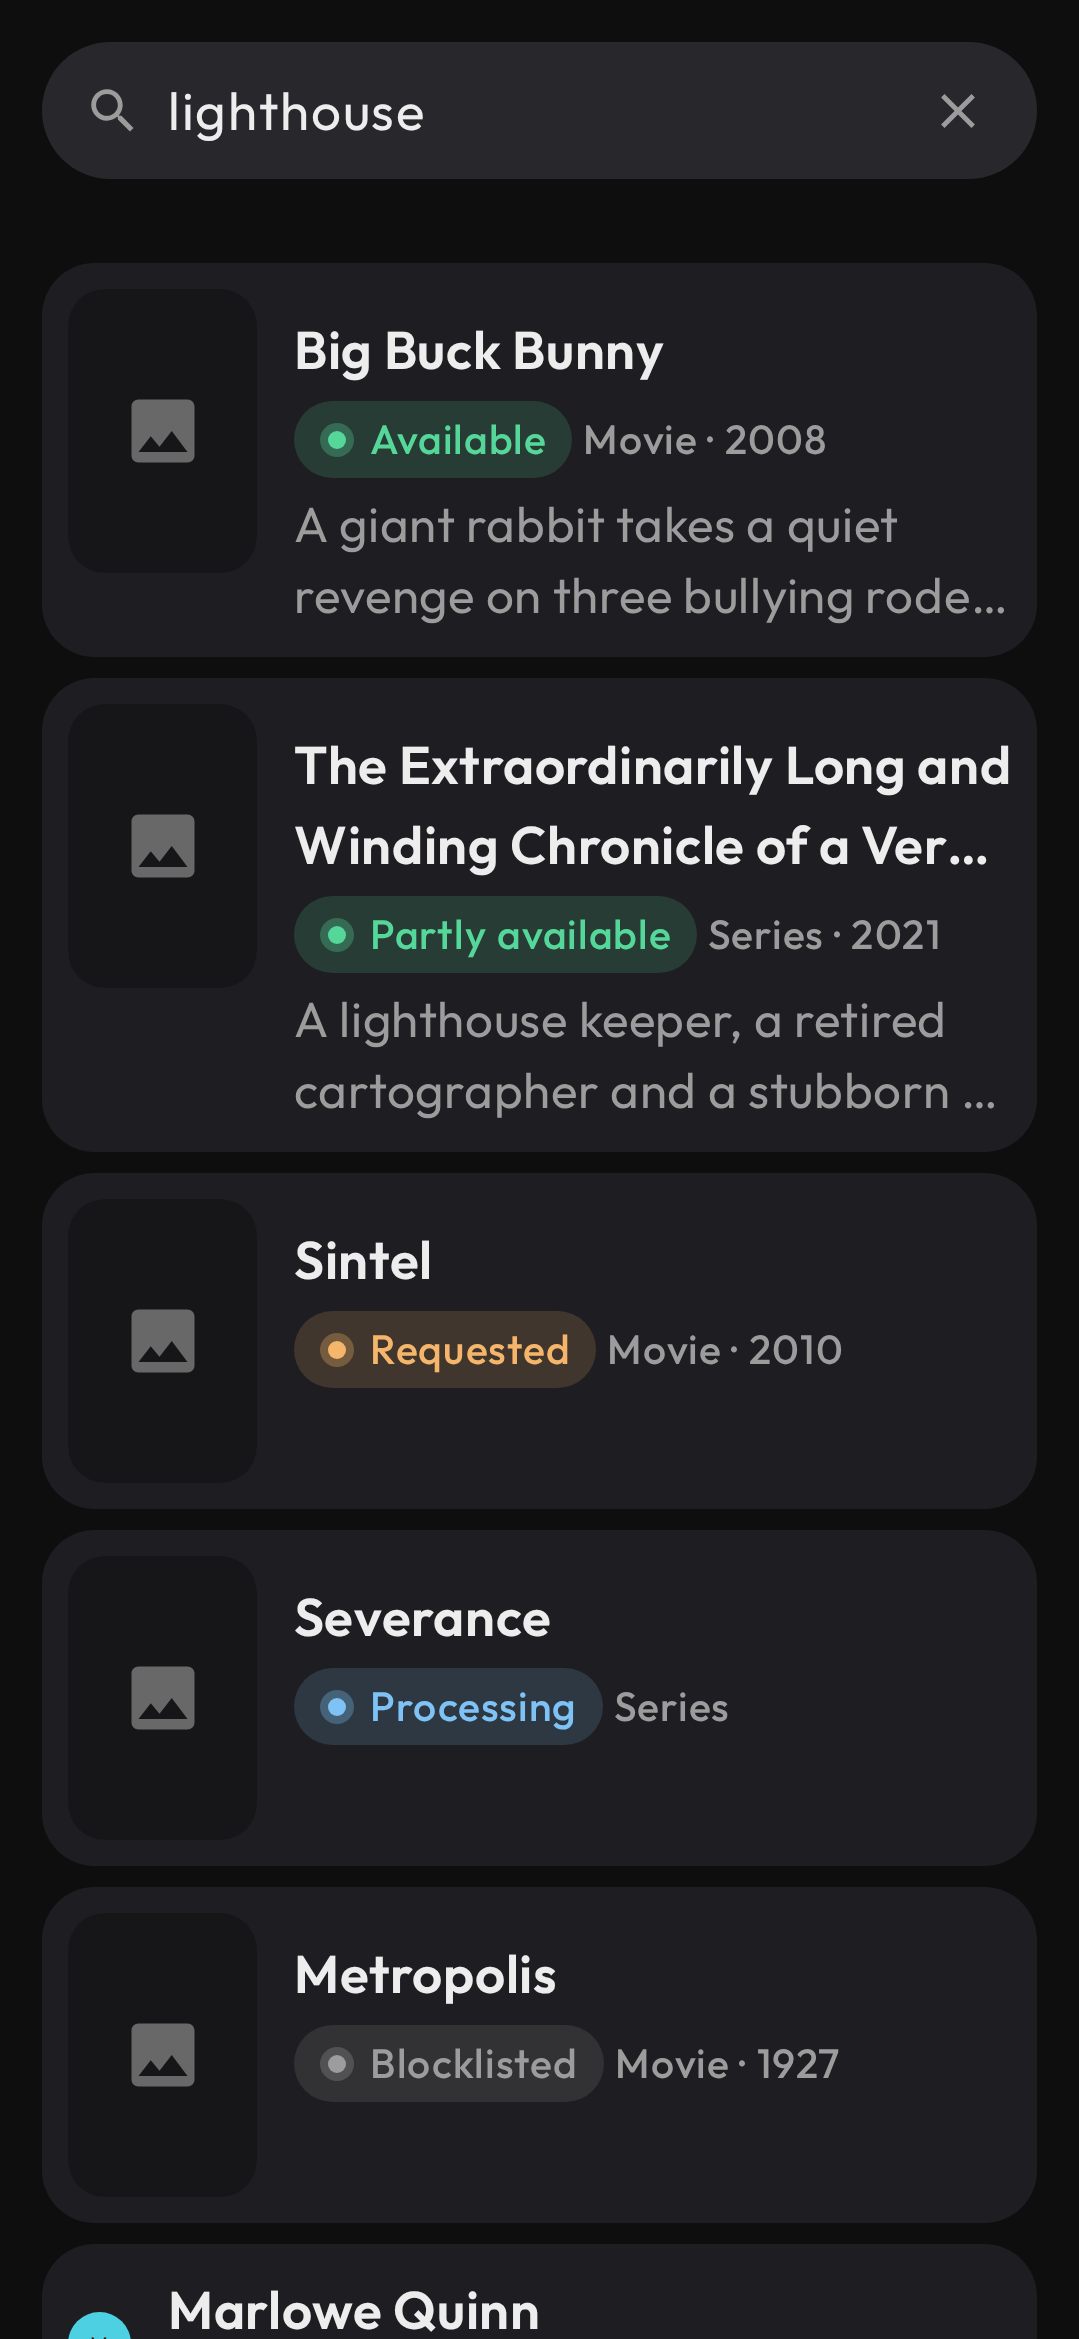 lighthouse
Big Buck Bunny
Available Movie · 2008
A giant rabbit takes a quiet
revenge on three bullying rode…
The Extraordinarily Long and
Winding Chronicle of a Ver…
Partly available Series · 2021
A lighthouse keeper, a retired
cartographer and a stubborn …
Sintel
Requested Movie · 2010
Severance
Processing Series
Metropolis
Blocklisted Movie · 1927
Marlowe Quinn